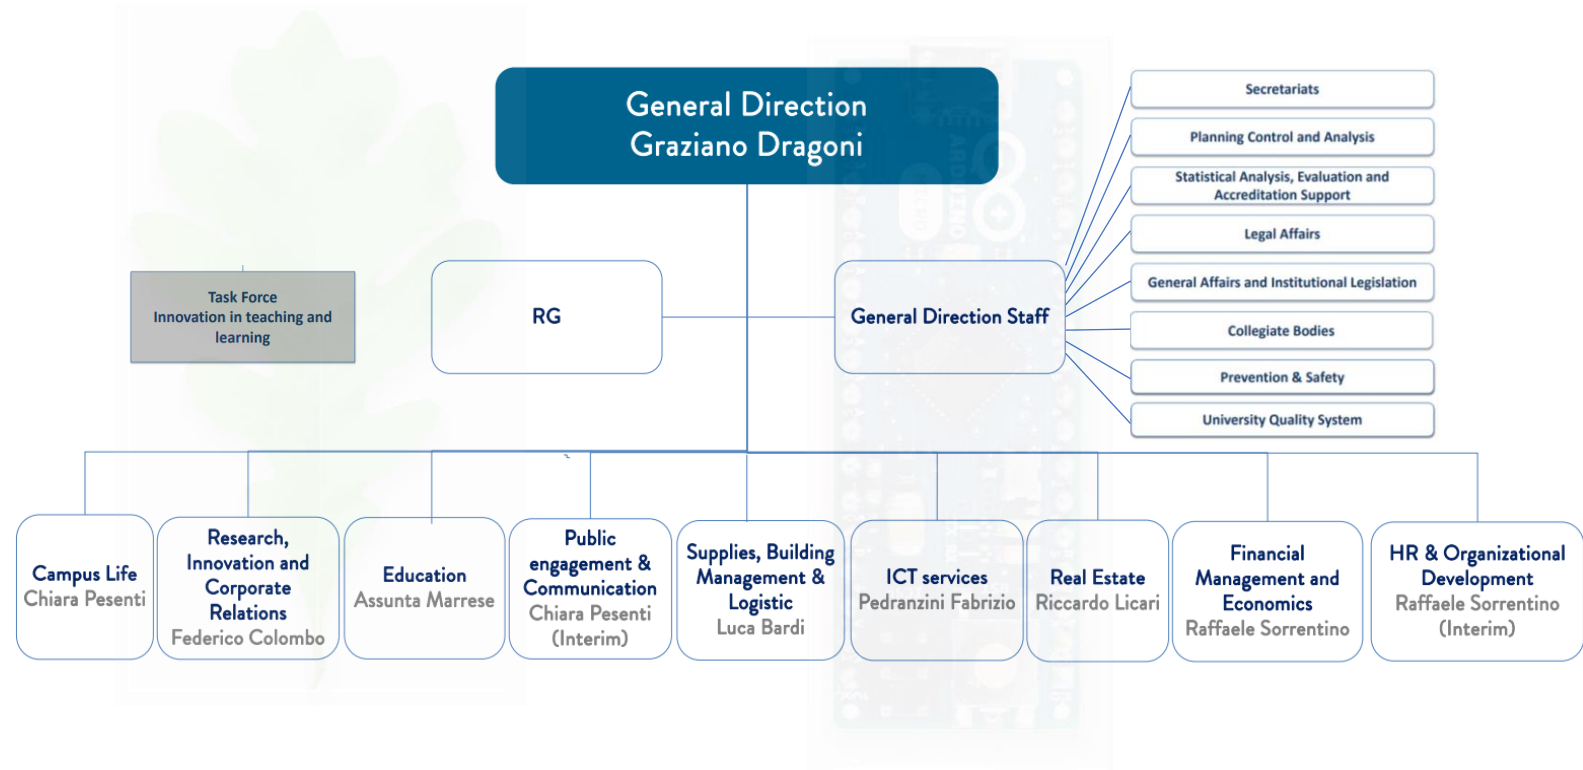 General Direction
Graziano Dragoni
Secretariats
Planning Control and Analysis
Statistical Analysis, Evaluation and
Accreditation Support
Legal Affairs
General Affairs and Institutional Legislation
Collegiate Bodies
Prevention & Safety
University Quality System
Task Force
Innovation in teaching and
learning
RG
General Direction Staff
Campus Life
Chiara Pesenti
Research,
Innovation and
Corporate
Relations
Federico Colombo
Education
Assunta Marrese
Public
engagement &
Communication
Chiara Pesenti
(Interim)
Supplies, Building
Management &
Logistic
Luca Bardi
ICT services
Pedranzini Fabrizio
Real Estate
Riccardo Licari
Financial
Management and
Economics
Raffaele Sorrentino
HR & Organizational
Development
Raffaele Sorrentino
(Interim)
ARDUINO